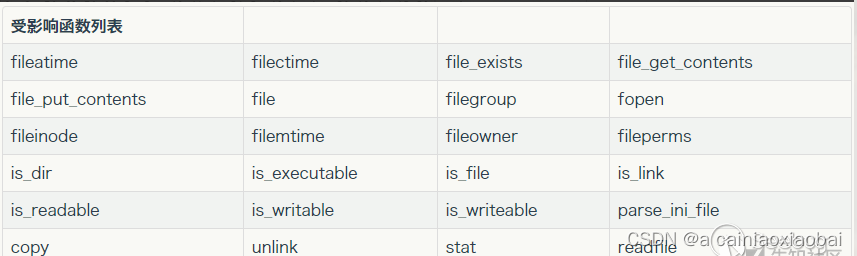 受影响函数列表
fileatime filectime file_exists file_get_contents
file_put_contents file filegroup fopen
fileinode filemtime fileowner fileperms
is_dir is_executable is_file is_link
is_readable is_writable is_writeable parse_ini_file
copy unlink stat readfile
CSDN @a cainiaoxiaobai